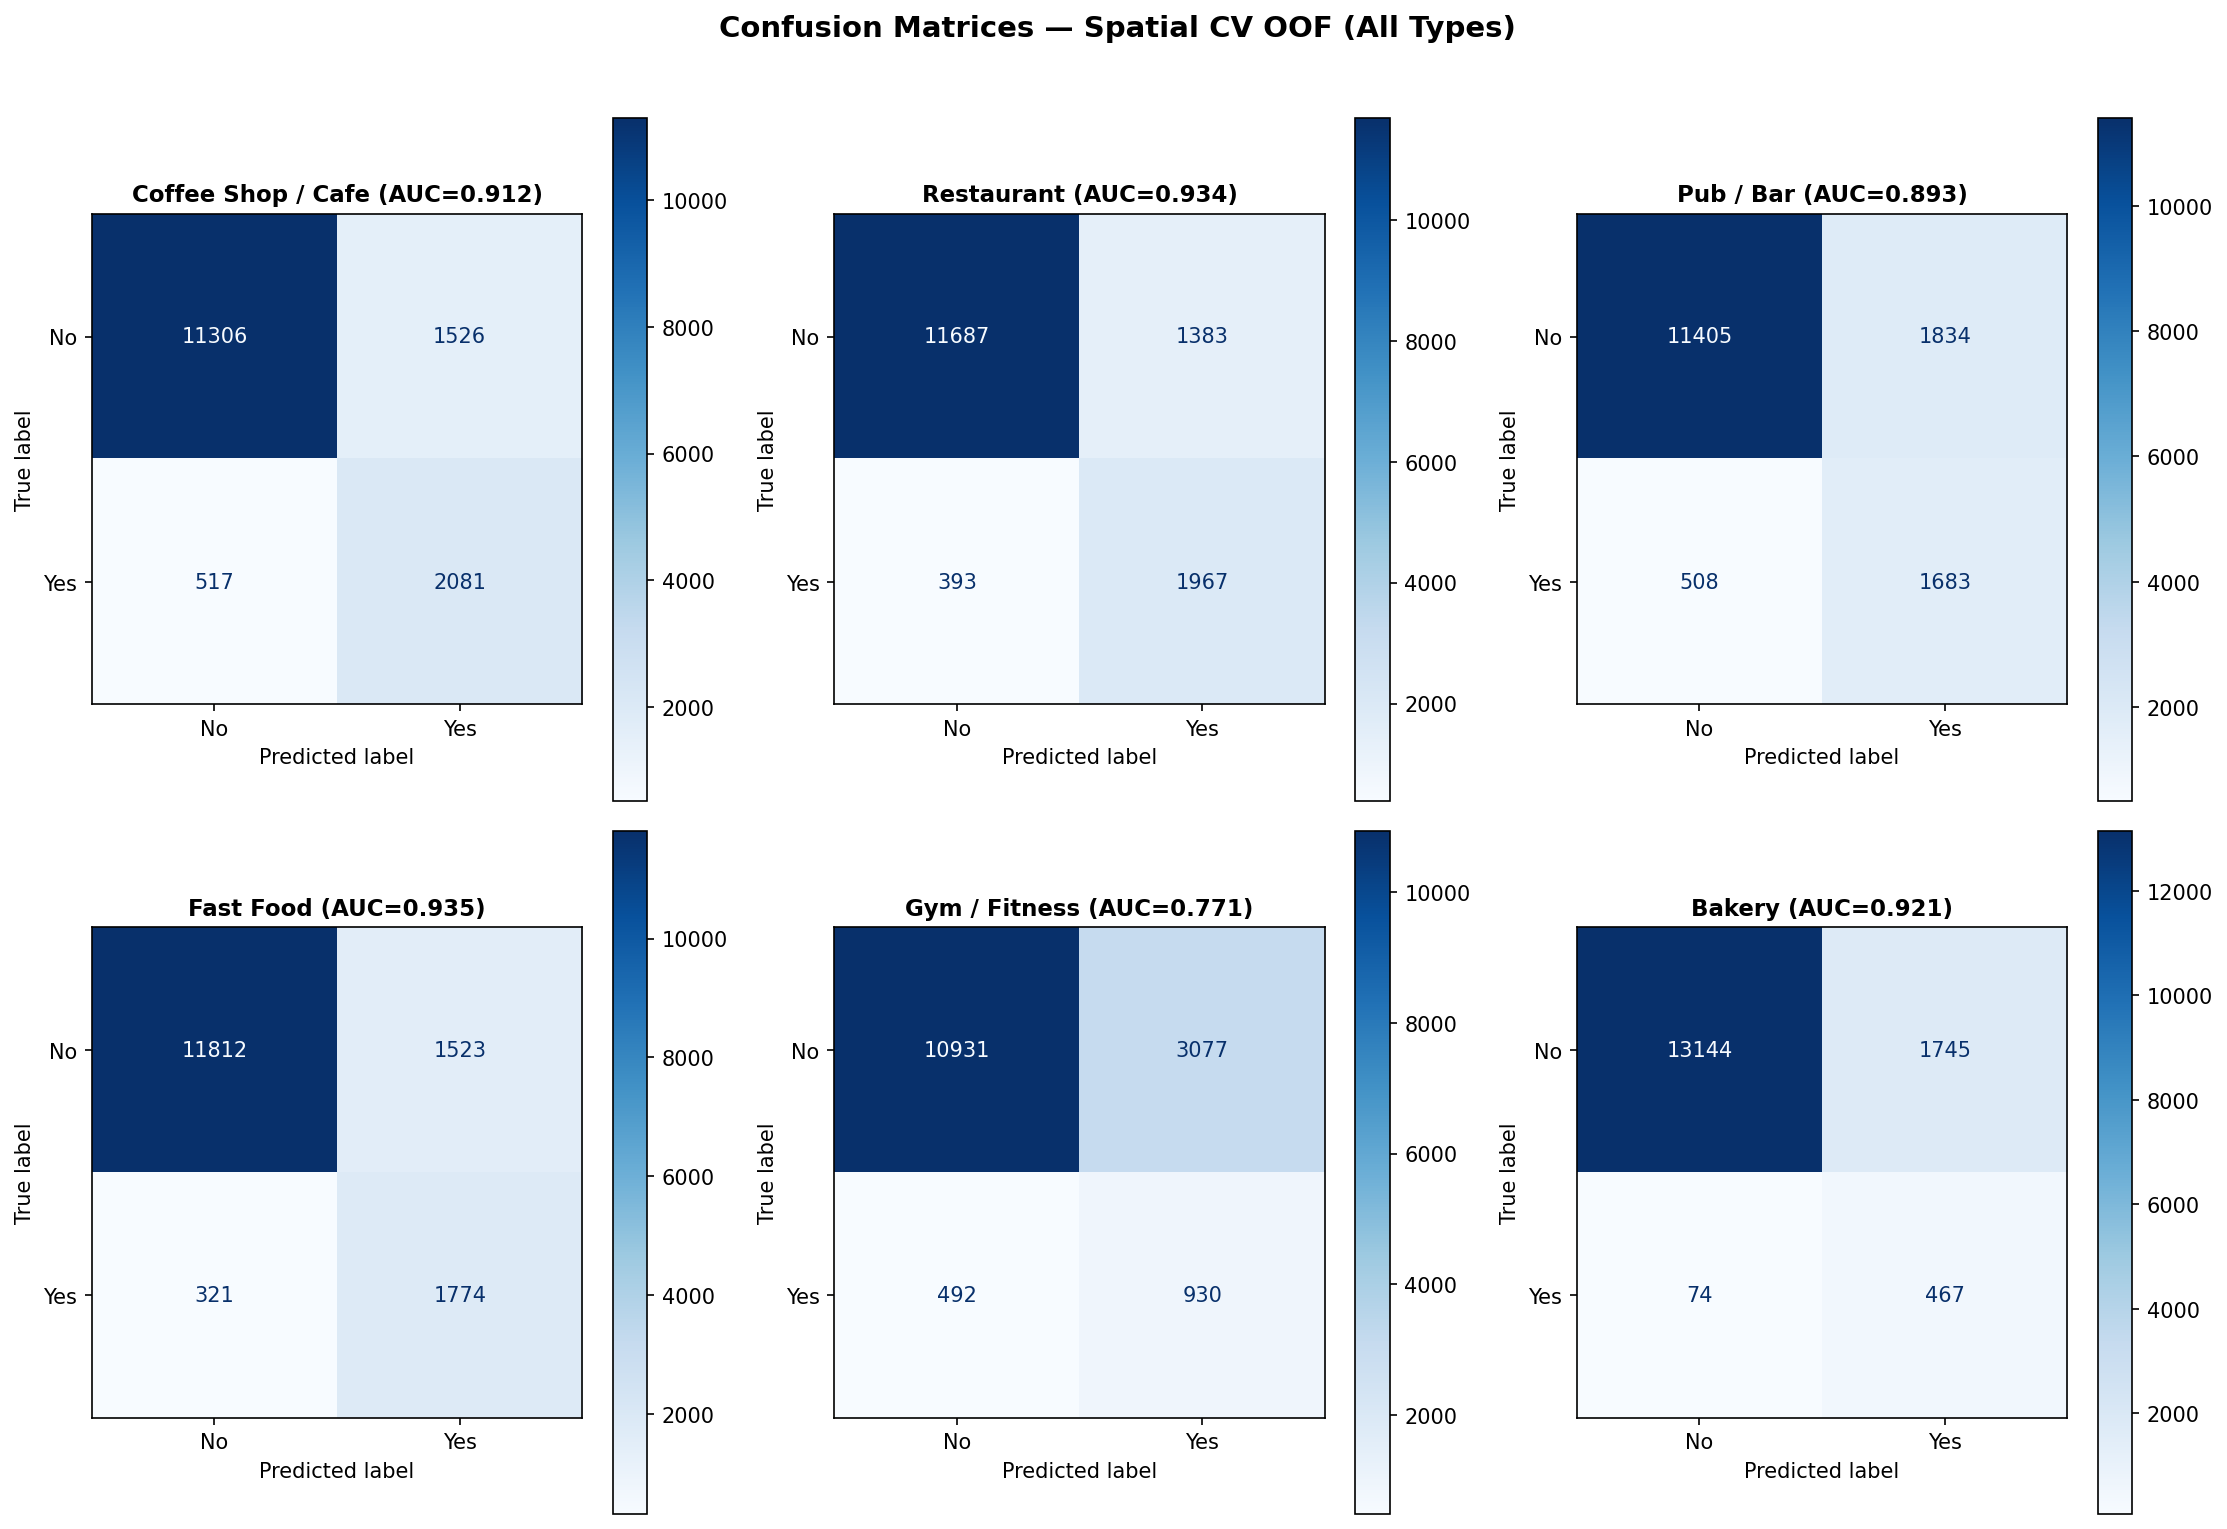 Confusion Matrices — Spatial CV OOF (All Types)
Coffee Shop / Cafe (AUC=0.912)
True label
No
Yes
11306
1526
517
2081
No
Yes
Predicted label
10000
8000
6000
4000
2000
Restaurant (AUC=0.934)
True label
No
Yes
11687
1383
393
1967
No
Yes
Predicted label
10000
8000
6000
4000
2000
Pub / Bar (AUC=0.893)
True label
No
Yes
11405
1834
508
1683
No
Yes
Predicted label
10000
8000
6000
4000
2000
Fast Food (AUC=0.935)
True label
No
Yes
11812
1523
321
1774
No
Yes
Predicted label
10000
8000
6000
4000
2000
Gym / Fitness (AUC=0.771)
True label
No
Yes
10931
3077
492
930
No
Yes
Predicted label
10000
8000
6000
4000
2000
Bakery (AUC=0.921)
True label
No
Yes
13144
1745
74
467
No
Yes
Predicted label
12000
10000
8000
6000
4000
2000